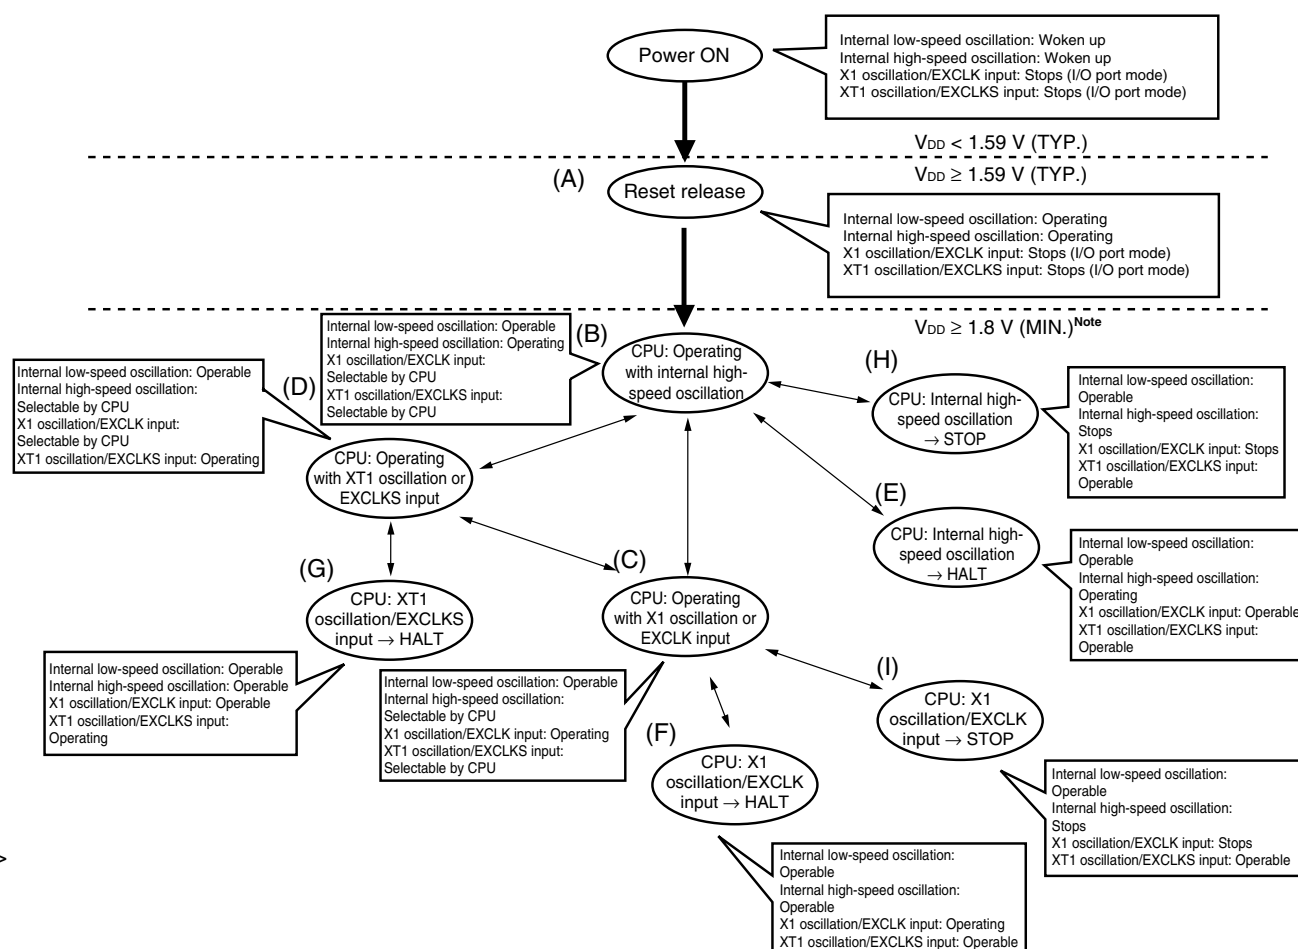 Power ON
Internal low-speed oscillation: Woken up
Internal high-speed oscillation: Woken up
X1 oscillation/EXCLK input: Stops (I/O port mode)
XT1 oscillation/EXCLKS input: Stops (I/O port mode)
VDD < 1.59 V (TYP.)
VDD ≥ 1.59 V (TYP.)
(A)
Reset release
Internal low-speed oscillation: Operating
Internal high-speed oscillation: Operating
X1 oscillation/EXCLK input: Stops (I/O port mode)
XT1 oscillation/EXCLKS input: Stops (I/O port mode)
VDD ≥ 1.8 V (MIN.)Note
Internal low-speed oscillation: Operable
Internal high-speed oscillation: Operating
X1 oscillation/EXCLK input:
Selectable by CPU
XT1 oscillation/EXCLKS input:
Selectable by CPU
(B)
CPU: Operating
with internal high-
speed oscillation
Internal low-speed oscillation: Operable
Internal high-speed oscillation:
Selectable by CPU
X1 oscillation/EXCLK input:
Selectable by CPU
XT1 oscillation/EXCLKS input: Operating
(D)
CPU: Operating
with XT1 oscillation or
EXCLKS input
(H)
CPU: Internal high-
speed oscillation
→ STOP
Internal low-speed oscillation:
Operable
Internal high-speed oscillation:
Stops
X1 oscillation/EXCLK input: Stops
XT1 oscillation/EXCLKS input:
Operable
(E)
CPU: Internal high-
speed oscillation
→ HALT
Internal low-speed oscillation:
Operable
Internal high-speed oscillation:
Operating
X1 oscillation/EXCLK input: Operable
XT1 oscillation/EXCLKS input:
Operable
(G)
CPU: XT1
oscillation/EXCLKS
input → HALT
Internal low-speed oscillation: Operable
Internal high-speed oscillation: Operable
X1 oscillation/EXCLK input: Operable
XT1 oscillation/EXCLKS input:
Operating
(C)
CPU: Operating
with X1 oscillation or
EXCLK input
Internal low-speed oscillation: Operable
Internal high-speed oscillation:
Selectable by CPU
X1 oscillation/EXCLK input: Operating
XT1 oscillation/EXCLKS input:
Selectable by CPU
(I)
CPU: X1
oscillation/EXCLK
input → STOP
Internal low-speed oscillation:
Operable
Internal high-speed oscillation:
Stops
X1 oscillation/EXCLK input: Stops
XT1 oscillation/EXCLKS input: Operable
(F)
CPU: X1
oscillation/EXCLK
input → HALT
Internal low-speed oscillation:
Operable
Internal high-speed oscillation:
Operable
X1 oscillation/EXCLK input: Operating
XT1 oscillation/EXCLKS input: Operable
>